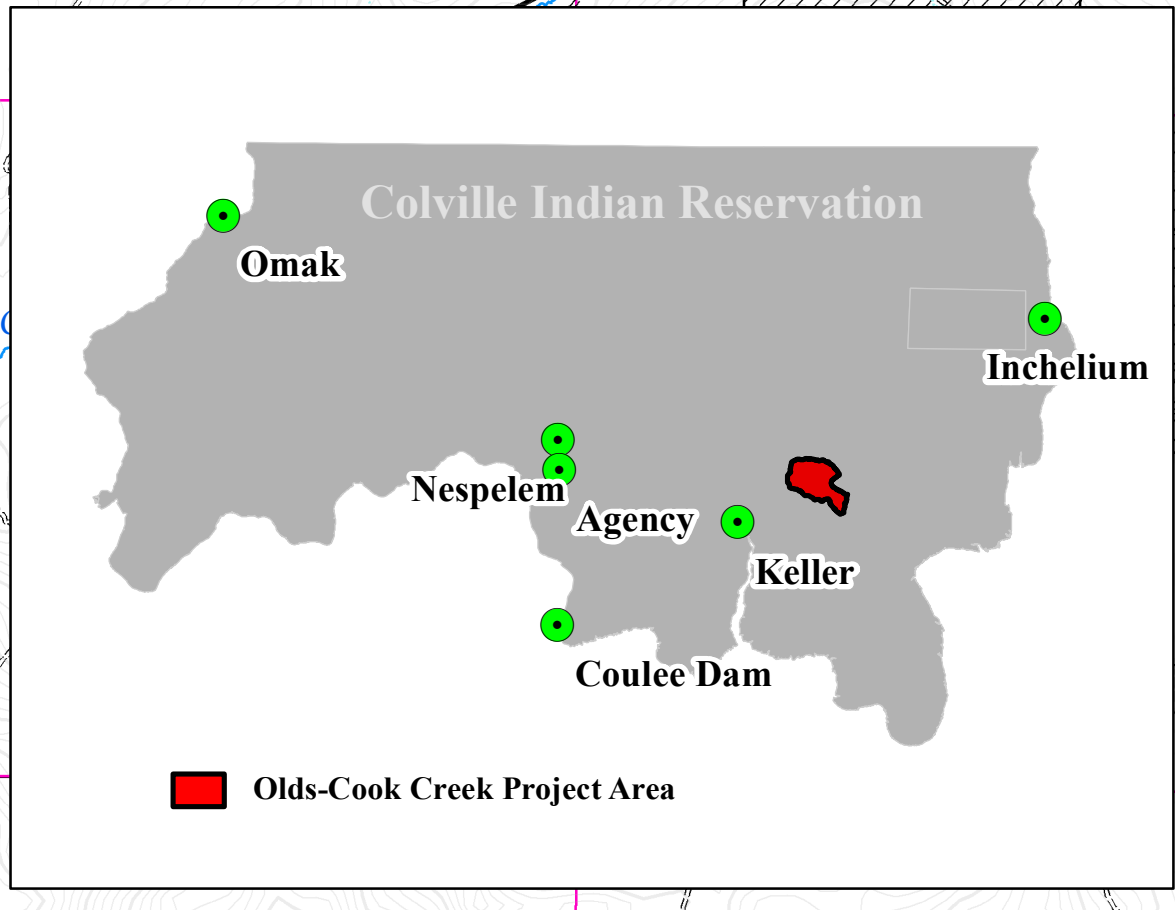 Colville Indian Reservation
Omak
Inchelium
Nespelem
Agency
Keller
Coulee Dam
Olds-Cook Creek Project Area